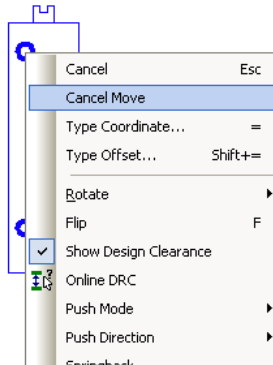 Cancel Esc
Cancel Move
Type Coordinate... =
Type Offset... Shift+=
Rotate
Flip F
Show Design Clearance
Online DRC
Push Mode
Push Direction
Springback